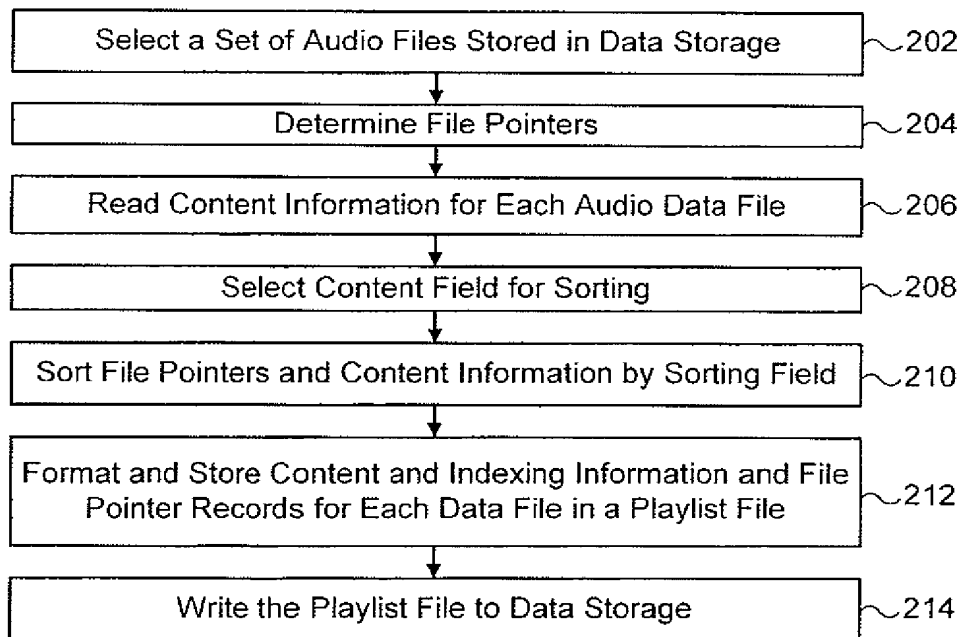 Select a Set of Audio Files Stored in Data Storage 202
Determine File Pointers 204
Read Content Information for Each Audio Data File 206
Select Content Field for Sorting 208
Sort File Pointers and Content Information by Sorting Field 210
Format and Store Content and Indexing Information and File
Pointer Records for Each Data File in a Playlist File 212
Write the Playlist File to Data Storage 214